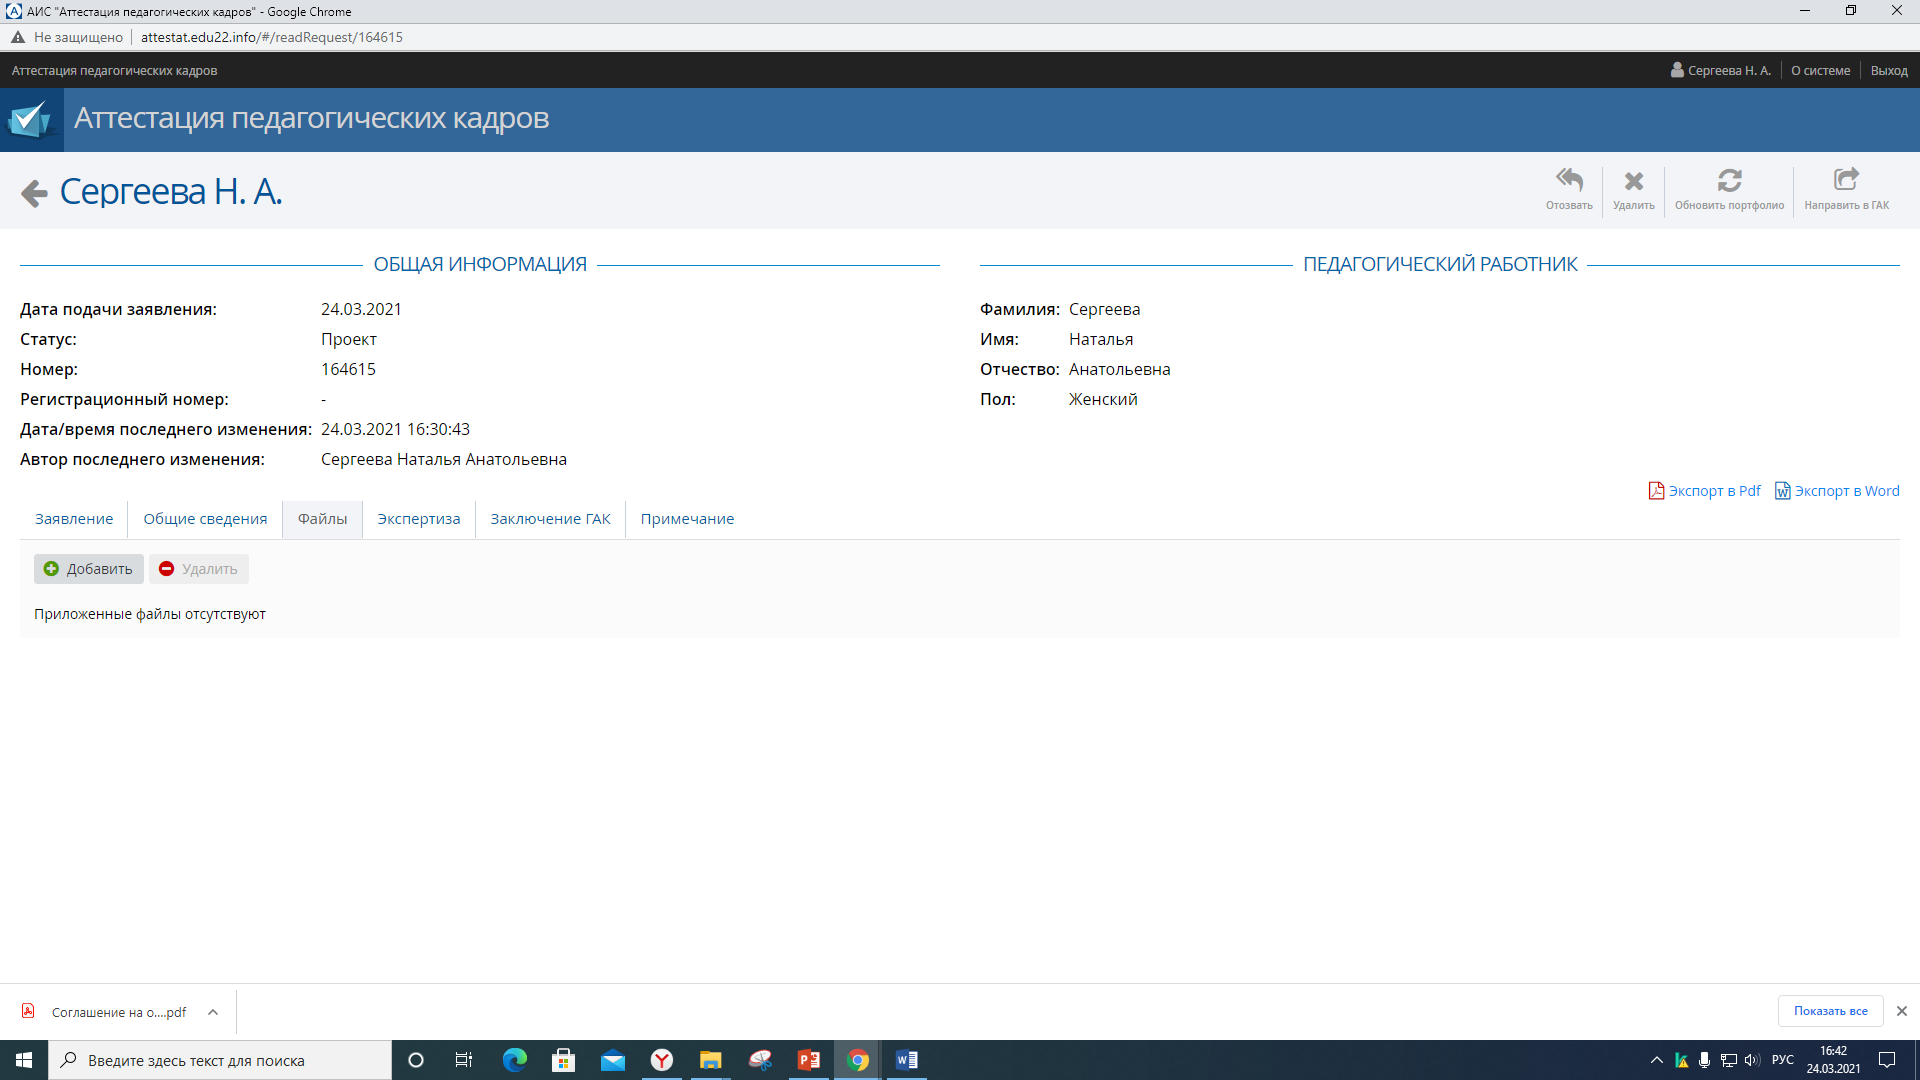 АИС "Аттестация педагогических кадров" - Google Chrome
Не защищено attestat.edu22.info/#/readRequest/164615
Аттестация педагогических кадров Сергеева Н. А. О системе Выход
Аттестация педагогических кадров
Сергеева Н. А.
Отозвать Удалить Обновить портфолио Направить в ГАК
ОБЩАЯ ИНФОРМАЦИЯ
Дата подачи заявления: 24.03.2021
Статус: Проект
Номер: 164615
Регистрационный номер: -
Дата/время последнего изменения: 24.03.2021 16:30:43
Автор последнего изменения: Сергеева Наталья Анатольевна
ПЕДАГОГИЧЕСКИЙ РАБОТНИК
Фамилия: Сергеева
Имя: Наталья
Отчество: Анатольевна
Пол: Женский
Экспорт в Pdf Экспорт в Word
Заявление Общие сведения Файлы Экспертиза Заключение ГАК Примечание
Добавить Удалить
Приложенные файлы отсутствуют
Соглашение на о....pdf Показать все
Введите здесь текст для поиска
РУС 16:42
24.03.2021